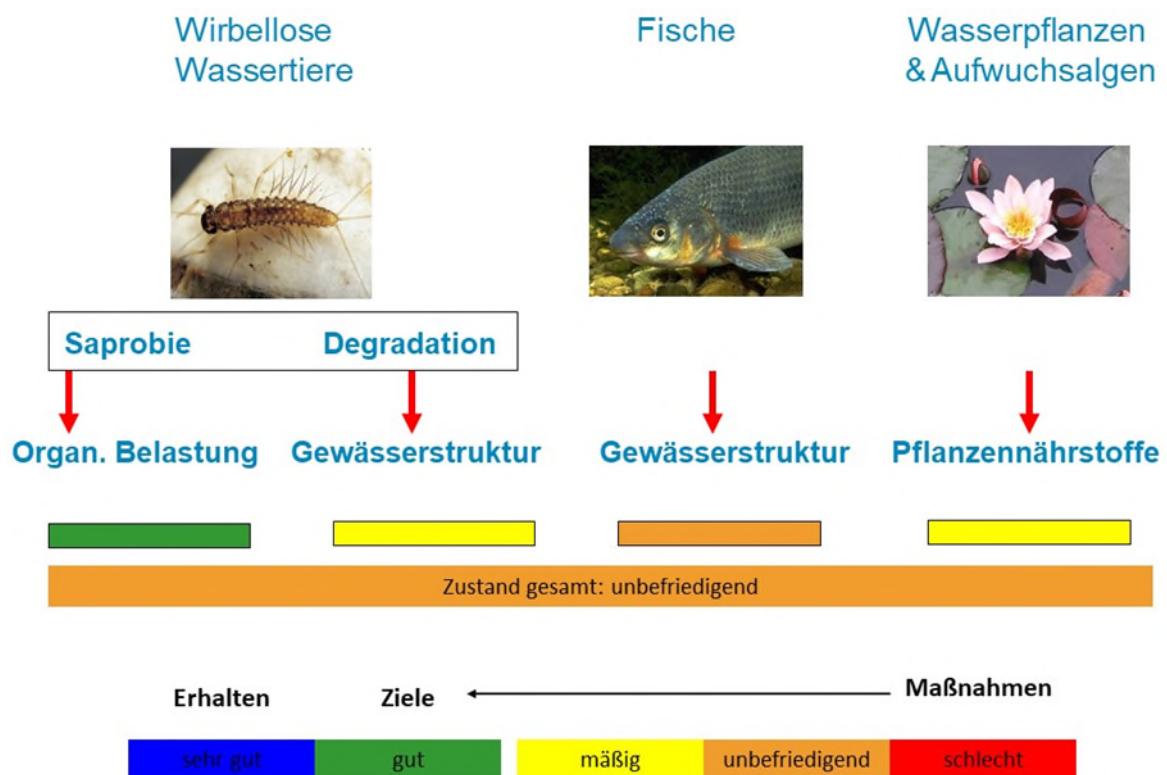 Wirbellose
Wassertiere
Fische
Wasserpflanzen
& Aufwuchsalgen
Saprobie Degradation
Organ. Belastung Gewässerstruktur Gewässerstruktur Pflanzennährstoffe
Zustand gesamt: unbefriedigend
Erhalten Ziele Maßnahmen
sehr gut gut mäßig unbefriedigend schlecht